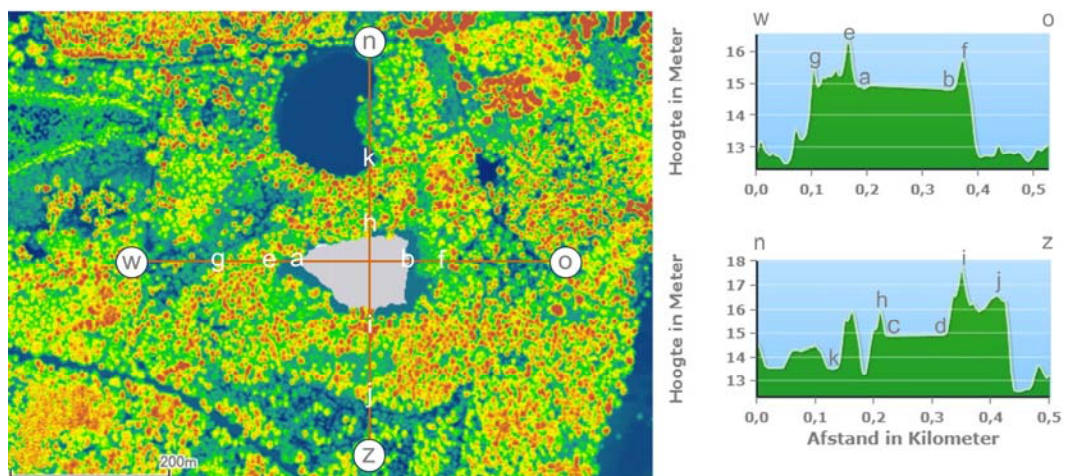 n
k
h
w g e a b f o
i
j
z
200m
w o
Hoogte in Meter
16
15
14
13
g e a b f
0,0 0,1 0,2 0,3 0,4 0,5
n z
Hoogte in Meter
18
17
16
15
14
13
k h C d i j
0,0 0,1 0,2 0,3 0,4 0,5
Afstand in Kilometer